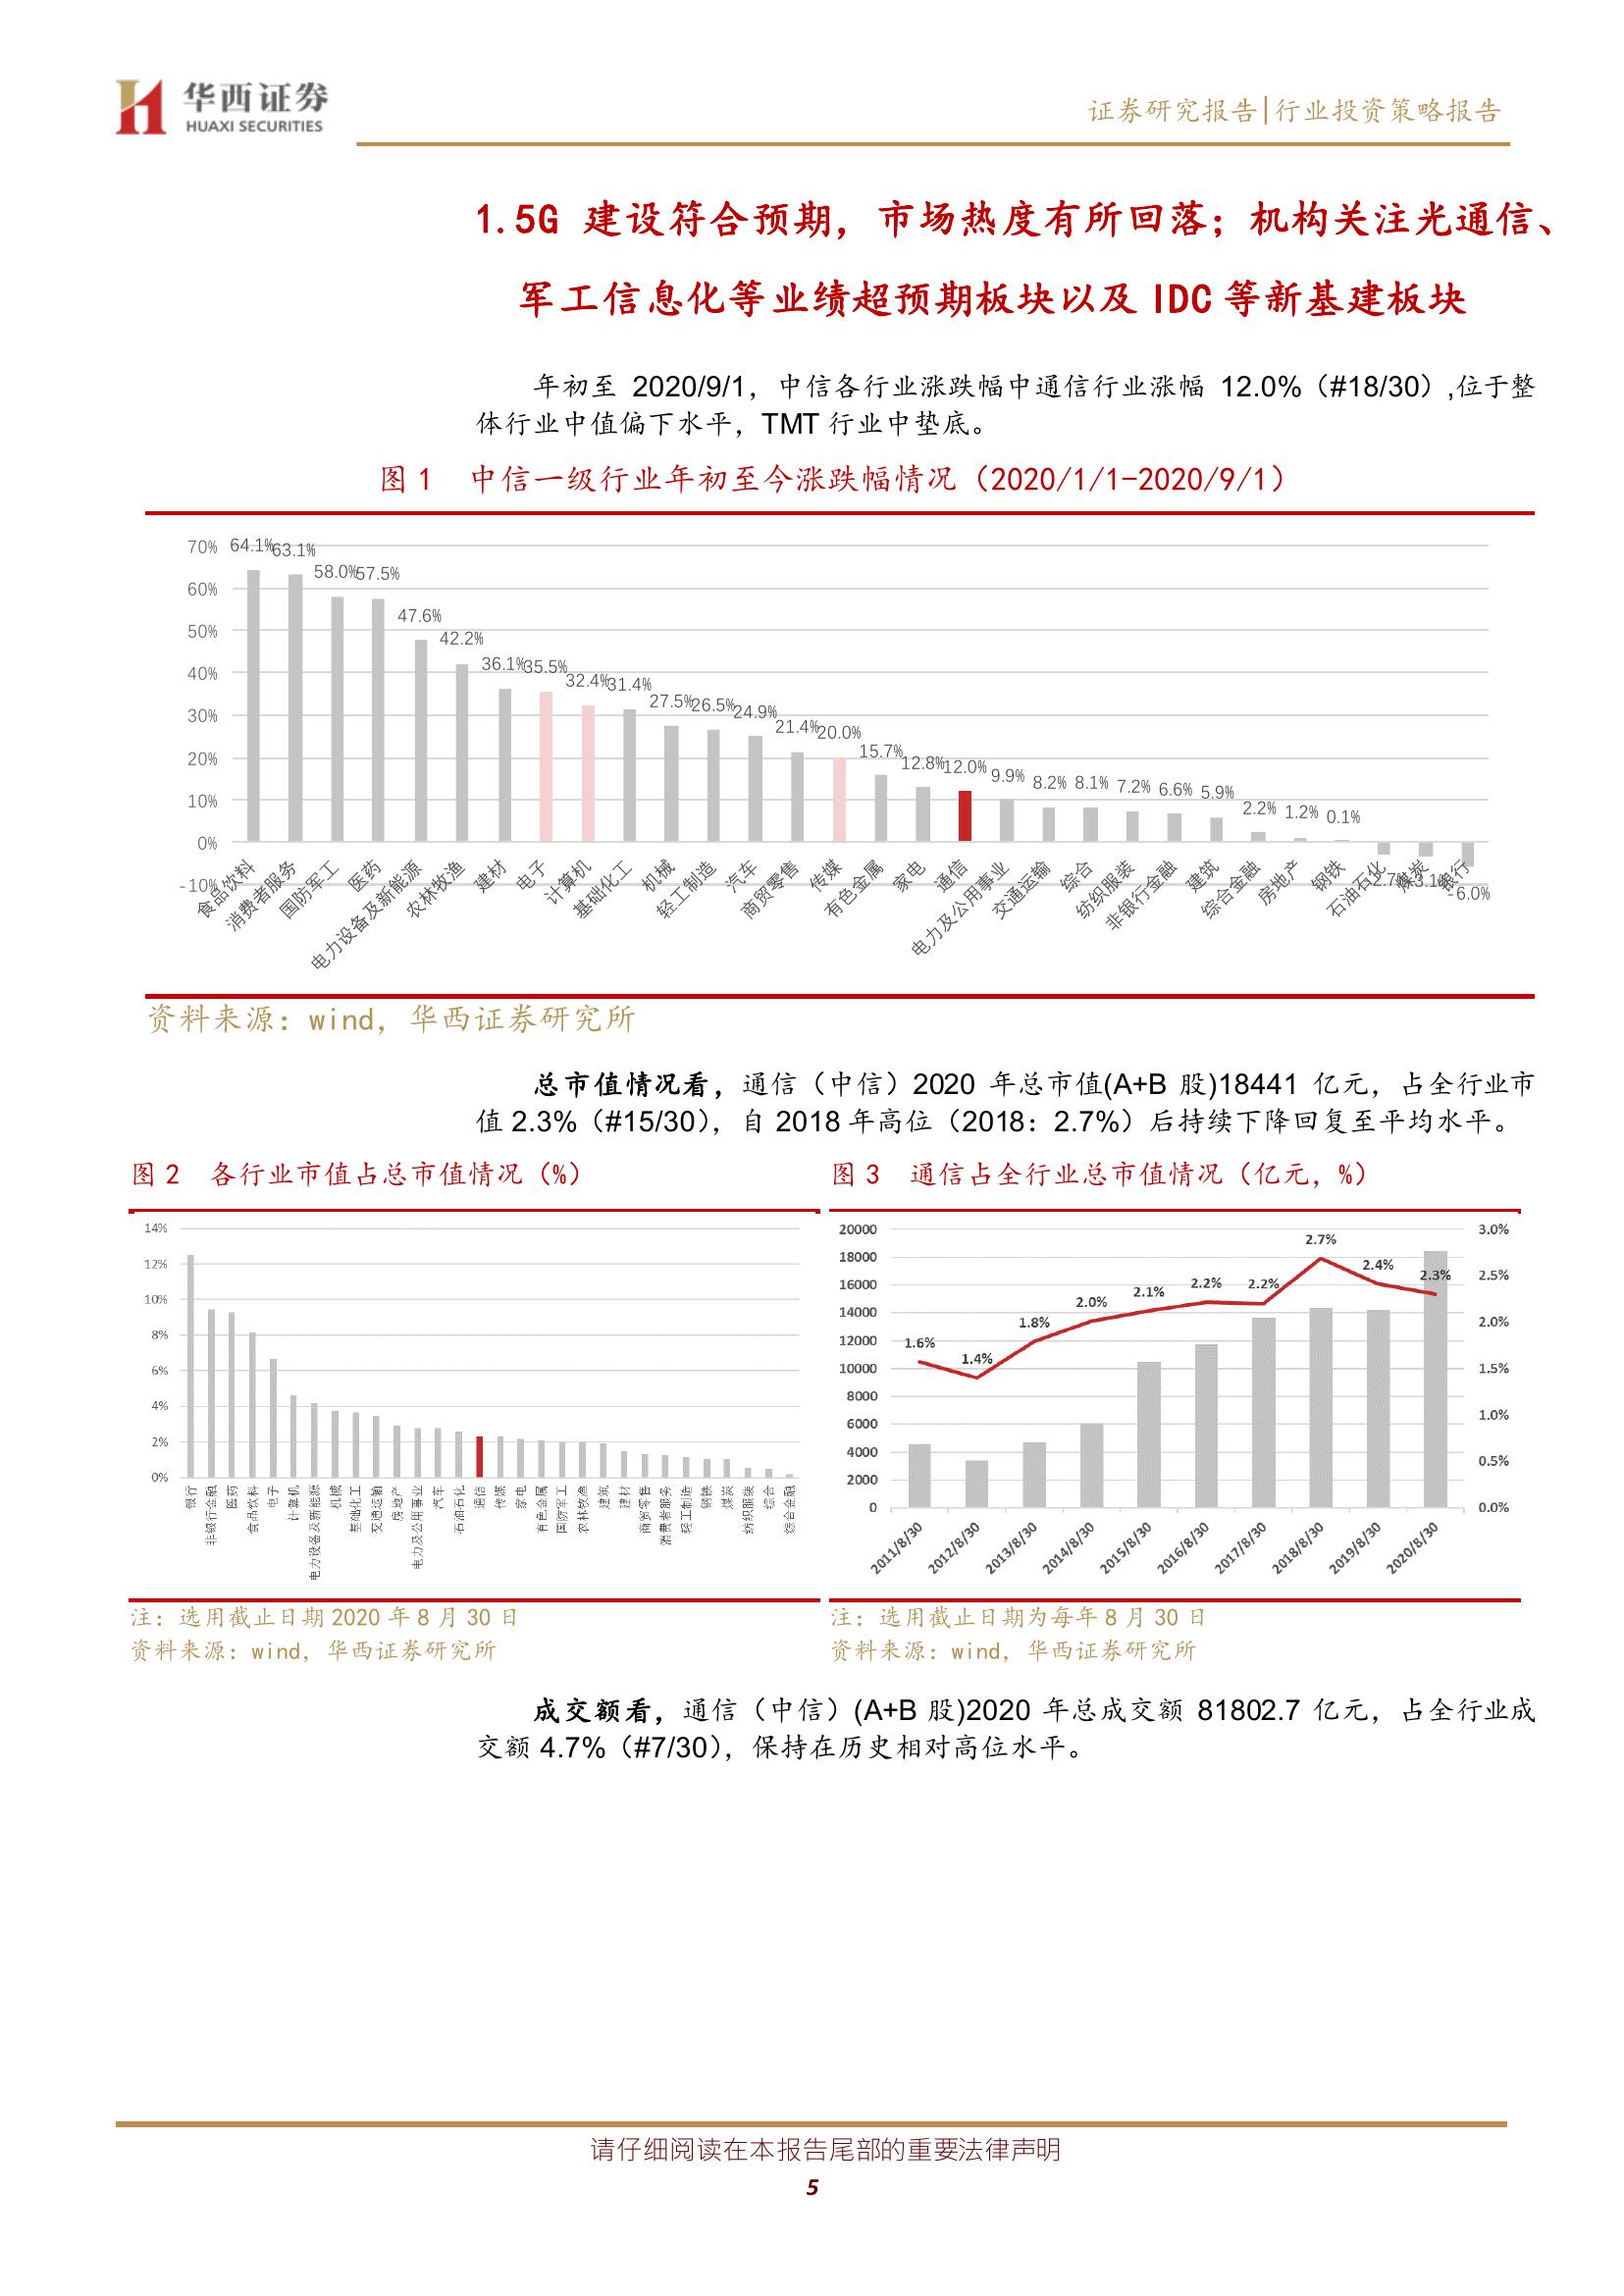 华西证券
HUAXI SECURITIES
证券研究报告|行业投资策略报告
1.5G 建设符合预期，市场热度有所回落；机构关注光通信、
军工信息化等业绩超预期板块以及 IDC 等新基建板块
年初至 2020/9/1，中信各行业涨跌幅中通信行业涨幅 12.0%（#18/30）,位于整
体行业中值偏下水平，TMT 行业中垫底。
图 1 中信一级行业年初至今涨跌幅情况（2020/1/1-2020/9/1）
70%
60%
50%
40%
30%
20%
10%
0%
-10%
64.1%
63.1%
58.0%
57.5%
47.6%
42.2%
36.1%
35.5%
32.4%
31.4%
27.5%
26.5%
24.9%
21.4%
20.0%
15.7%
12.8%
12.0%
9.9%
8.2%
8.1%
7.2%
6.6%
5.9%
2.2%
1.2%
0.1%
-2.7%
-3.1%
-6.0%
食品饮料
消费者服务
国防军工
医药
电力设备及新能源
农林牧渔
建材
电子
计算机
基础化工
机械
轻工制造
汽车
商贸零售
传媒
有色金属
家电
通信
电力及公用事业
交通运输
综合
纺织服装
非银行金融
建筑
综合金融
房地产
钢铁
石油石化
煤炭
银行
资料来源：wind，华西证券研究所
总市值情况看，通信（中信）2020 年总市值(A+B 股)18441 亿元，占全行业市
值 2.3%（#15/30），自 2018 年高位（2018：2.7%）后持续下降回复至平均水平。
图 2 各行业市值占总市值情况（%）
14%
12%
10%
8%
6%
4%
2%
0%
银行
非银行金融
医药
食品饮料
电子
计算机
电力设备及新能源
机械
基础化工
交通运输
房地产
电力及公用事业
汽车
石油石化
通信
传媒
家电
有色金属
国防军工
农林牧渔
建筑
建材
商贸零售
消费者服务
轻工制造
钢铁
煤炭
纺织服装
综合
综合金融
注：选用截止日期 2020 年 8 月 30 日
资料来源：wind，华西证券研究所
图 3 通信占全行业总市值情况（亿元，%）
20000
18000
16000
14000
12000
10000
8000
6000
4000
2000
0
1.6%
1.4%
1.8%
2.0%
2.1%
2.2%
2.2%
2.7%
2.4%
2.3%
3.0%
2.5%
2.0%
1.5%
1.0%
0.5%
0.0%
2011/8/30
2012/8/30
2013/8/30
2014/8/30
2015/8/30
2016/8/30
2017/8/30
2018/8/30
2019/8/30
2020/8/30
注：选用截止日期为每年 8 月 30 日
资料来源：wind，华西证券研究所
成交额看，通信（中信）(A+B 股)2020 年总成交额 81802.7 亿元，占全行业成
交额 4.7%（#7/30），保持在历史相对高位水平。
请仔细阅读在本报告尾部的重要法律声明
5